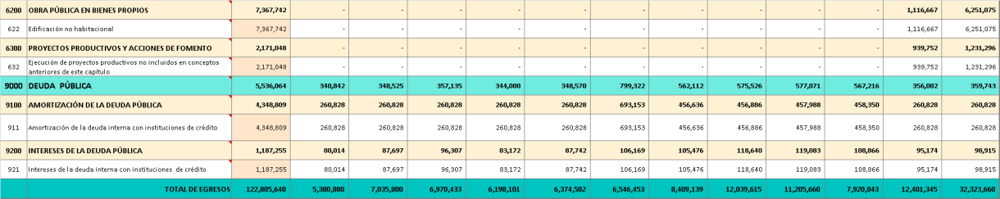 6200 OBRA PÚBLICA EN BIENES PROPIOS 7,367,742 - - - - - - - - - - 1,116,667 6,251,075
622 Edificación no habitacional 7,367,742 - - - - - - - - - - 1,116,667 6,251,075
6300 PROYECTOS PRODUCTIVOS Y ACCIONES DE FOMENTO 2,171,048 - - - - - - - - - - 939,752 1,231,296
632 Ejecución de proyectos productivos no incluidos en conceptos
anteriores de este capítulo 2,171,048 - - - - - - - - - - 939,752 1,231,296
9000 DEUDA PÚBLICA 5,536,064 340,842 348,525 357,135 344,000 348,570 799,322 562,112 575,526 577,071 567,216 356,002 359,743
9100 AMORTIZACIÓN DE LA DEUDA PÚBLICA 4,348,809 260,828 260,828 260,828 260,828 260,828 693,153 456,636 456,886 457,988 458,350 260,828 260,828
911 Amortización de la deuda interna con instituciones de crédito 4,348,809 260,828 260,828 260,828 260,828 260,828 693,153 456,636 456,886 457,988 458,350 260,828 260,828
9200 INTERESES DE LA DEUDA PÚBLICA 1,187,255 80,014 87,697 96,307 83,172 87,742 106,169 105,476 118,640 119,083 108,866 95,174 98,915
921 Intereses de la deuda interna con instituciones de crédito 1,187,255 80,014 87,697 96,307 83,172 87,742 106,169 105,476 118,640 119,083 108,866 95,174 98,915
TOTAL DE EGRESOS 122,805,640 5,380,880 7,035,800 6,970,433 6,198,101 6,374,502 6,546,453 8,409,139 12,039,615 11,205,660 7,920,043 12,401,345 32,323,660